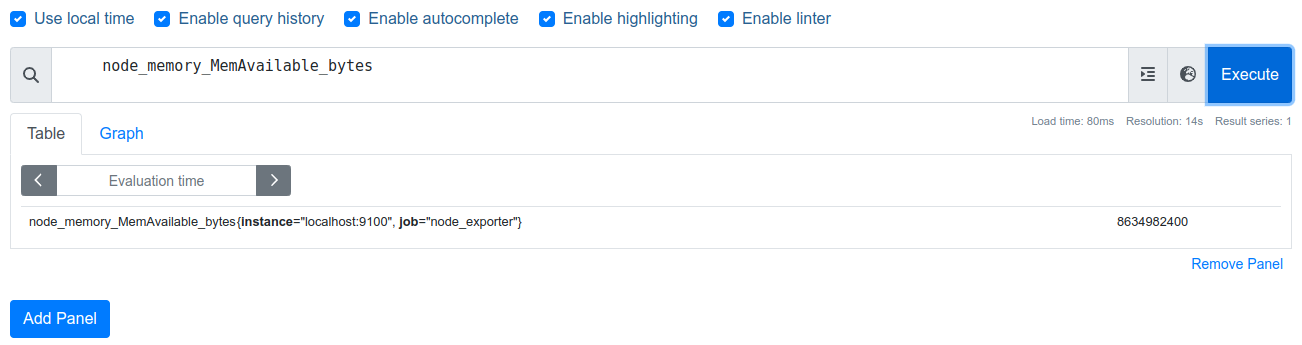 Use local time Enable query history Enable autocomplete Enable highlighting Enable linter
node_memory_MemAvailable_bytes Execute
Load time: 80ms Resolution: 14s Result series: 1
Table Graph
Evaluation time
node_memory_MemAvailable_bytes{instance="localhost:9100", job="node_exporter"} 8634982400
Remove Panel
Add Panel